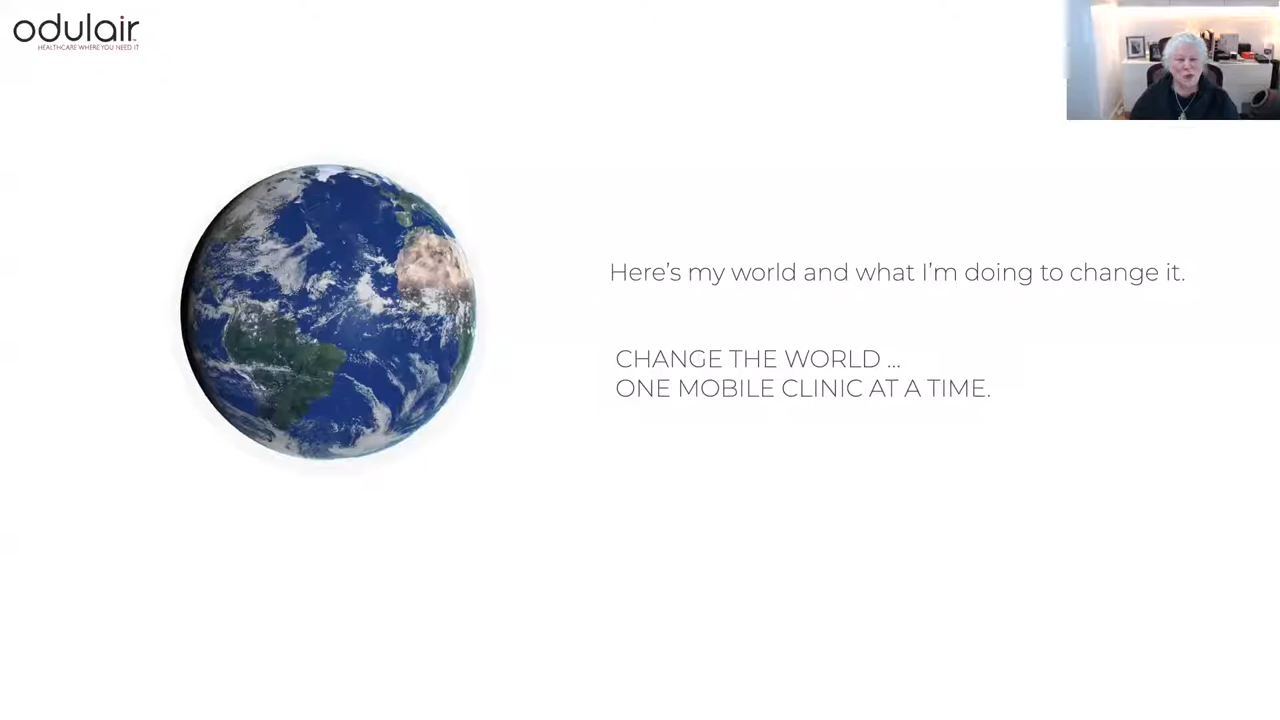 odulair
HEALTHCARE WHERE YOU NEED IT
Here's my world and what I'm doing to change it.
CHANGE THE WORLD ...
ONE MOBILE CLINIC AT A TIME.